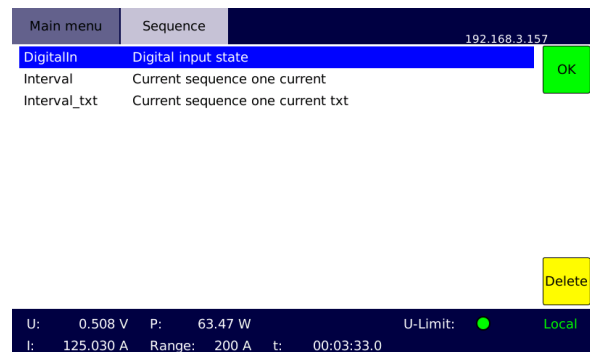 Main menu Sequence
192.168.3.157
DigitalIn Digital input state
OK
Interval Current sequence one current
Interval_txt Current sequence one current txt
Delete
U: 0.508 V P: 63.47 W U-Limit: Local
I: 125.030 A Range: 200 A t: 00:03:33.0